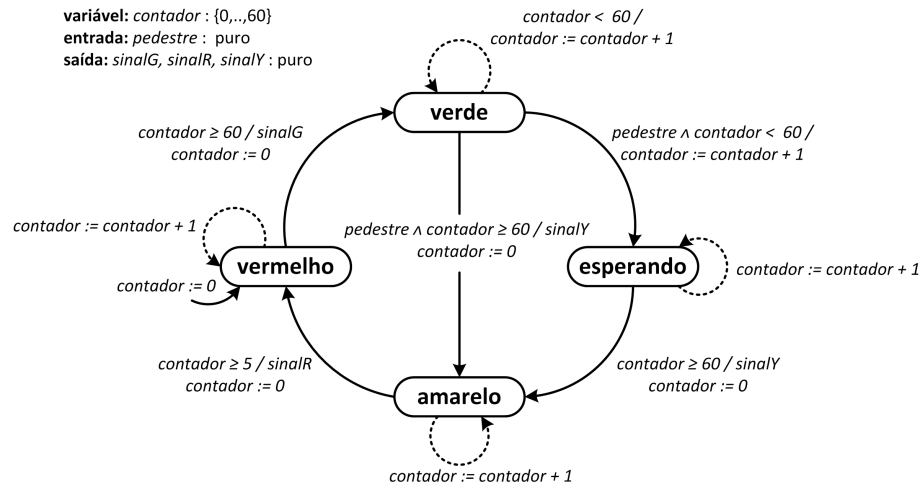 variável: contador : {0,..,60}
entrada: pedestre : puro
saída: sinalG, sinalR, sinalY : puro
contador < 60 /
contador := contador + 1
verde
contador ≥ 60 / sinalG
contador := 0
pedestre ∧ contador < 60 /
contador := contador + 1
contador := contador + 1
pedestre ∧ contador ≥ 60 / sinalY
contador := 0
vermelho
esperando
contador := contador + 1
contador := 0
contador ≥ 5 / sinalR
contador := 0
contador ≥ 60 / sinalY
contador := 0
amarelo
contador := contador + 1